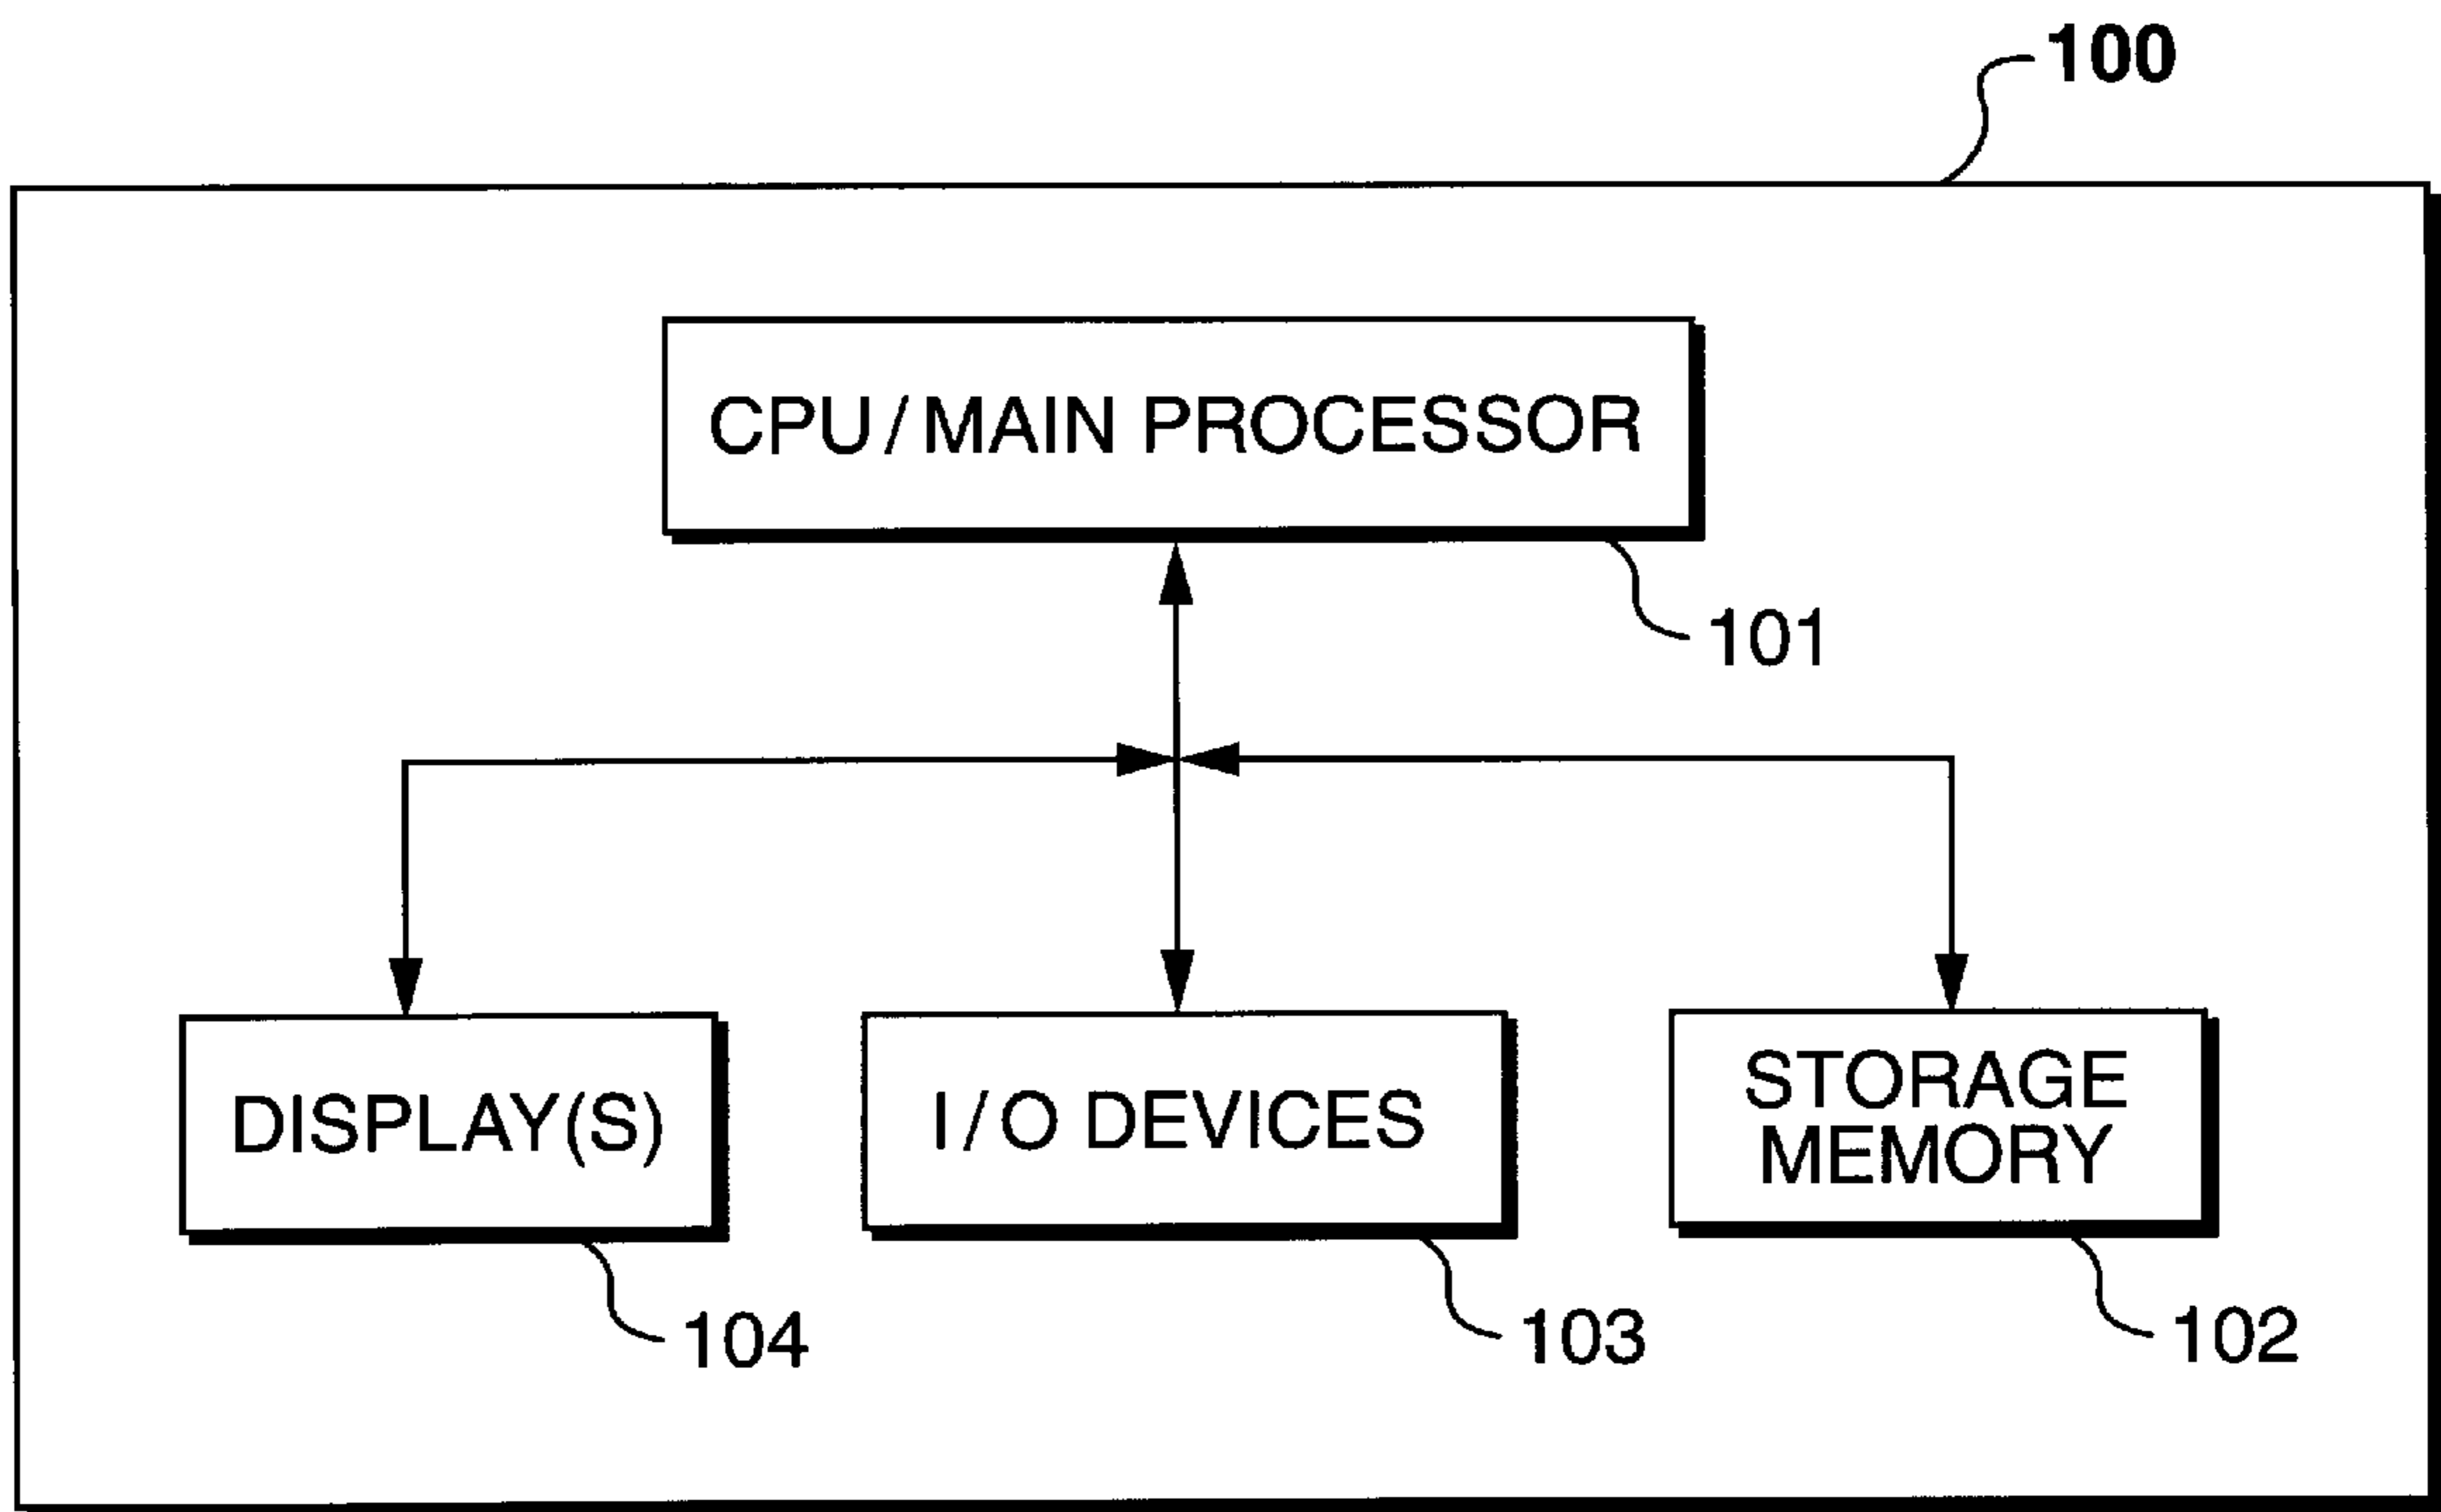 100
CPU/MAIN PROCESSOR
101
DISPLAY(S)
I/O DEVICES
STORAGE
MEMORY
104
103
102